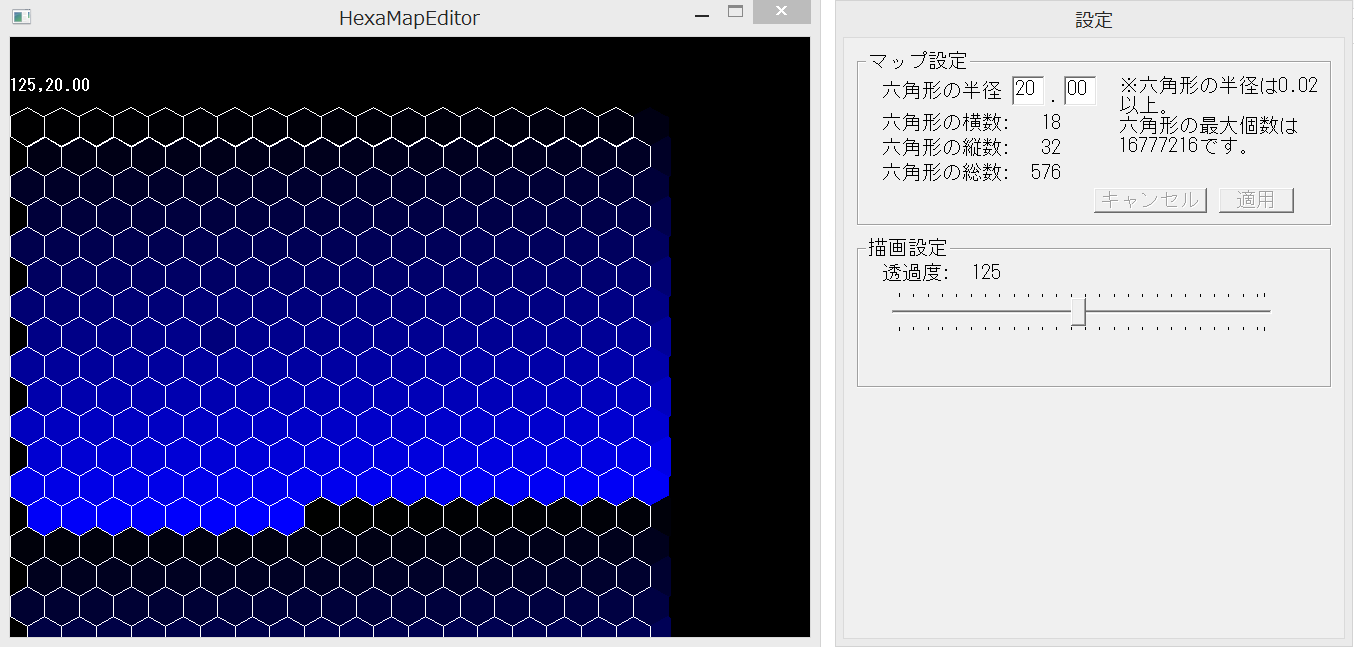 HexaMapEditor
125,20.00
設定
マップ設定
六角形の半径 20 . 00
六角形の横数: 18
六角形の縦数: 32
六角形の総数: 576
※六角形の半径は0.02
以上。
六角形の最大個数は
16777216です。
キャンセル 適用
描画設定
透過度: 125